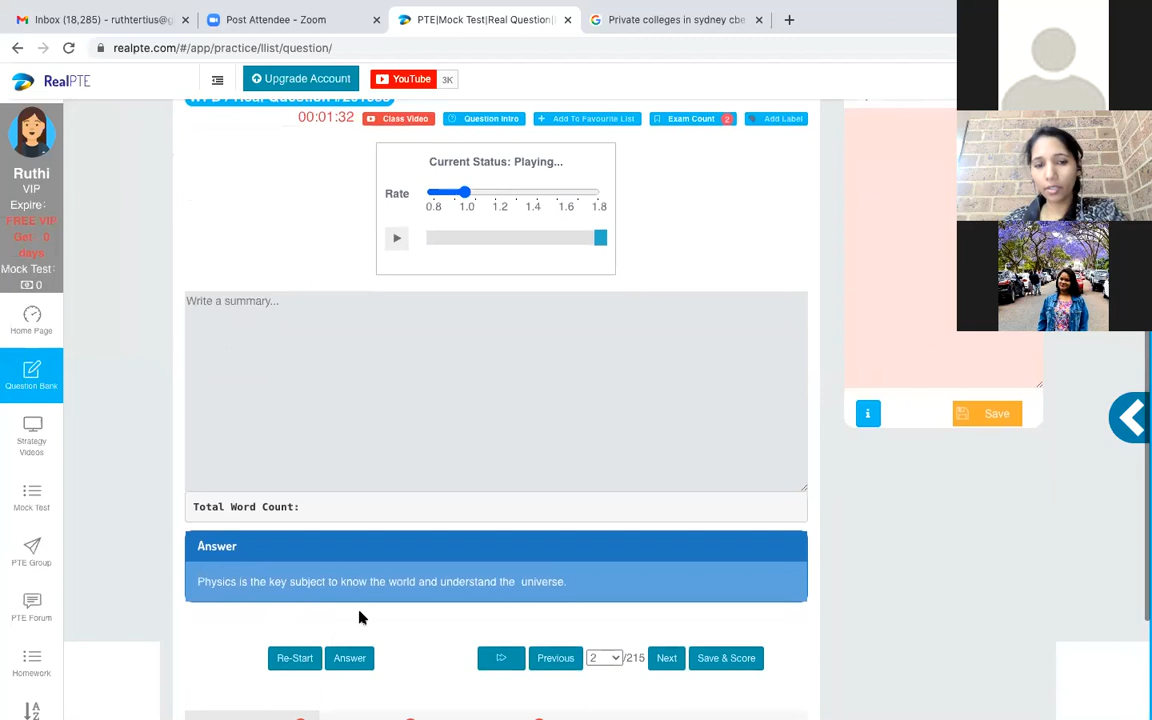 Inbox (18,285) - ruthtertius@g
Post Attendee - Zoom
PTE|Mock Test|Real Question|
Private colleges in sydney cbe
realpte.com/#/app/practice/llist/question/
RealPTE
Upgrade Account
YouTube
3K
00:01:32
Class Video
Question Intro
Add To Favourite List
Exam Count
2
Add Label
Ruthi
VIP
Expire:
FREE VIP
Get: 0
days
Mock Test:
0
Home Page
Question Bank
Strategy
Videos
Mock Test
PTE Group
PTE Forum
Homework
Current Status: Playing...
Rate
0.8 1.0 1.2 1.4 1.6 1.8
Write a summary...
Save
Total Word Count:
Answer
Physics is the key subject to know the world and understand the universe.
Re-Start
Answer
Previous
2
/215
Next
Save & Score